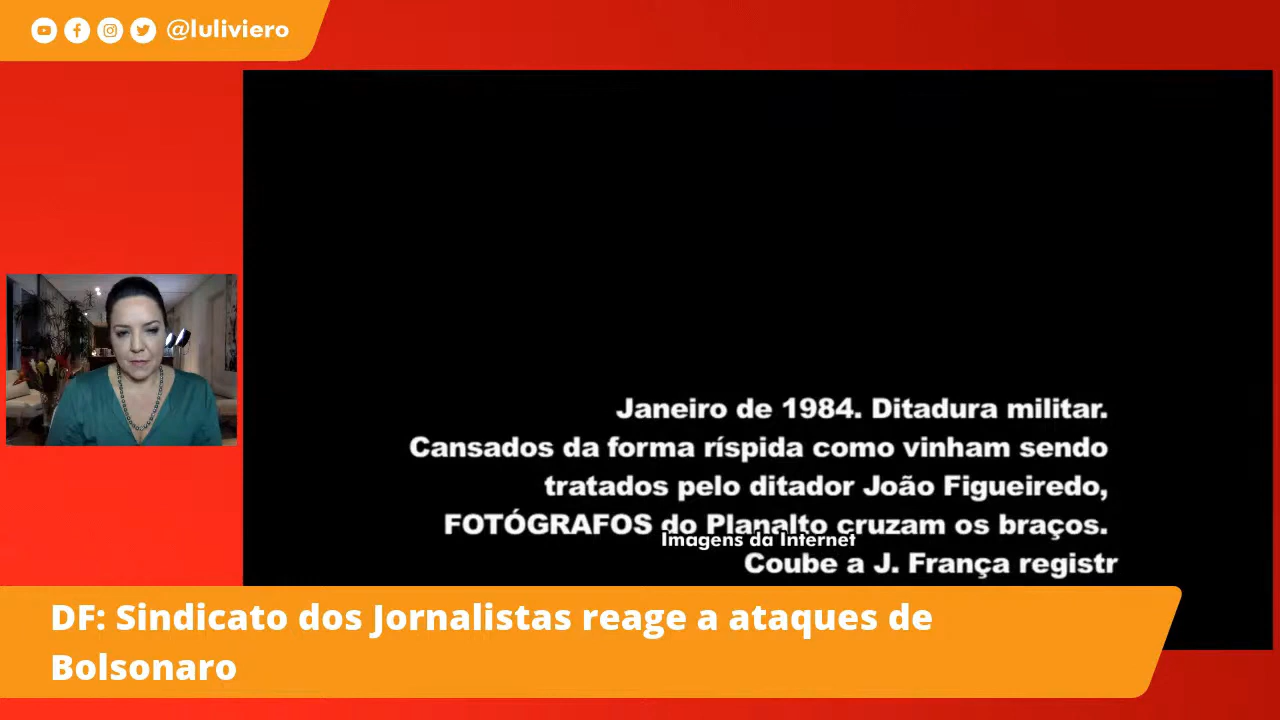 @luliviero
Janeiro de 1984. Ditadura militar.
Cansados da forma ríspida como vinham sendo
tratados pelo ditador João Figueiredo,
FOTÓGRAFOS do Planalto cruzam os braços.
Imagens da Internet
Coube a J. França registr
DF: Sindicato dos Jornalistas reage a ataques de
Bolsonaro